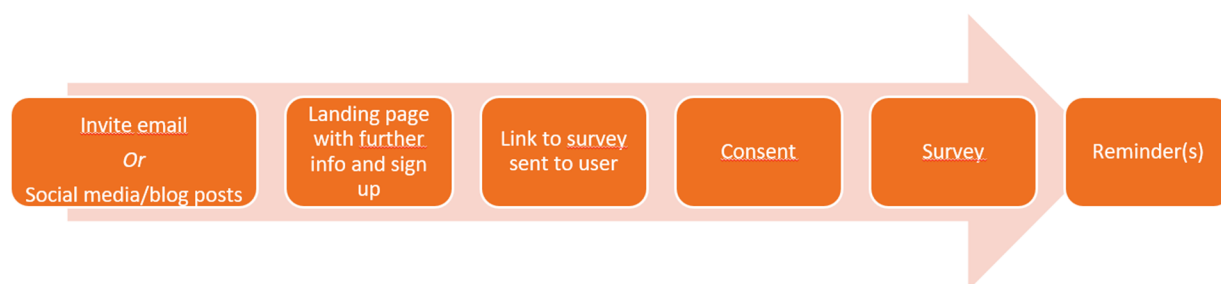 Invite email
Or
Social media/blog posts
Landing page
with further
info and sign
up
Link to survey
sent to user
Consent
Survey
Reminder(s)